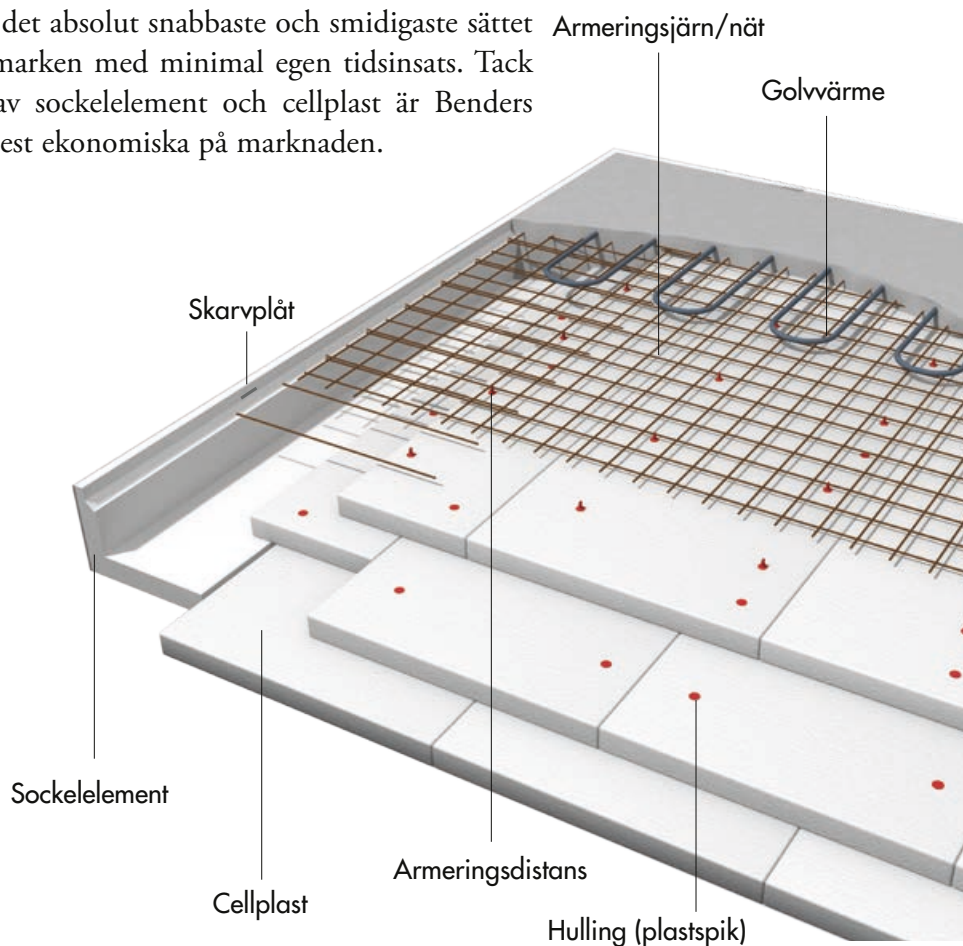 det absolut snabbaste och smidigaste sättet
marken med minimal egen tidsinsats. Tack
av sockelelement och cellplast är Benders
est ekonomiska på marknaden.
Armeringsjärn/nät
Golvvärme
Skarvplåt
Sockelelement
Armeringsdistans
Cellplast
Hulling (plastspik)